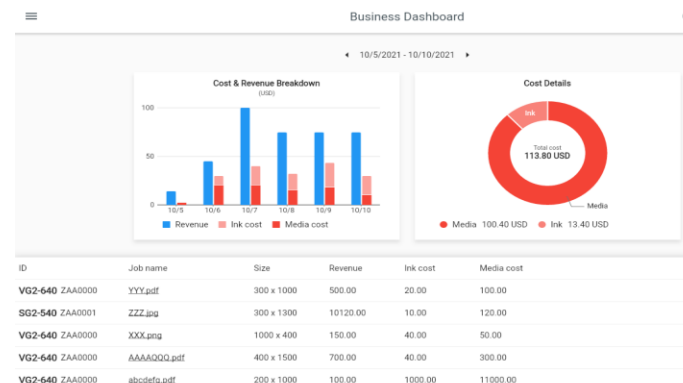 Business Dashboard
10/5/2021 - 10/10/2021
Cost & Revenue Breakdown
(USD)
100
50
0
10/5 10/6 10/7 10/8 10/9 10/10
Revenue Ink cost Media cost
Cost Details
Ink
Total cost
113.80 USD
Media
Media 100.40 USD Ink 13.40 USD
ID Job name Size Revenue Ink cost Media cost
VG2-640 ZAA0000 YYY.pdf 300 x 1000 500.00 20.00 100.00
SG2-540 ZAA0001 ZZZ.jpg 300 x 1300 10120.00 10.00 120.00
VG2-640 ZAA0000 XXX.png 1000 x 400 150.00 40.00 50.00
VG2-640 ZAA0000 AAAAQQQ.pdf 400 x 1500 700.00 40.00 300.00
VG2-640 ZAA0000 abcdefg.pdf 200 x 1000 100.00 1000.00 11000.00